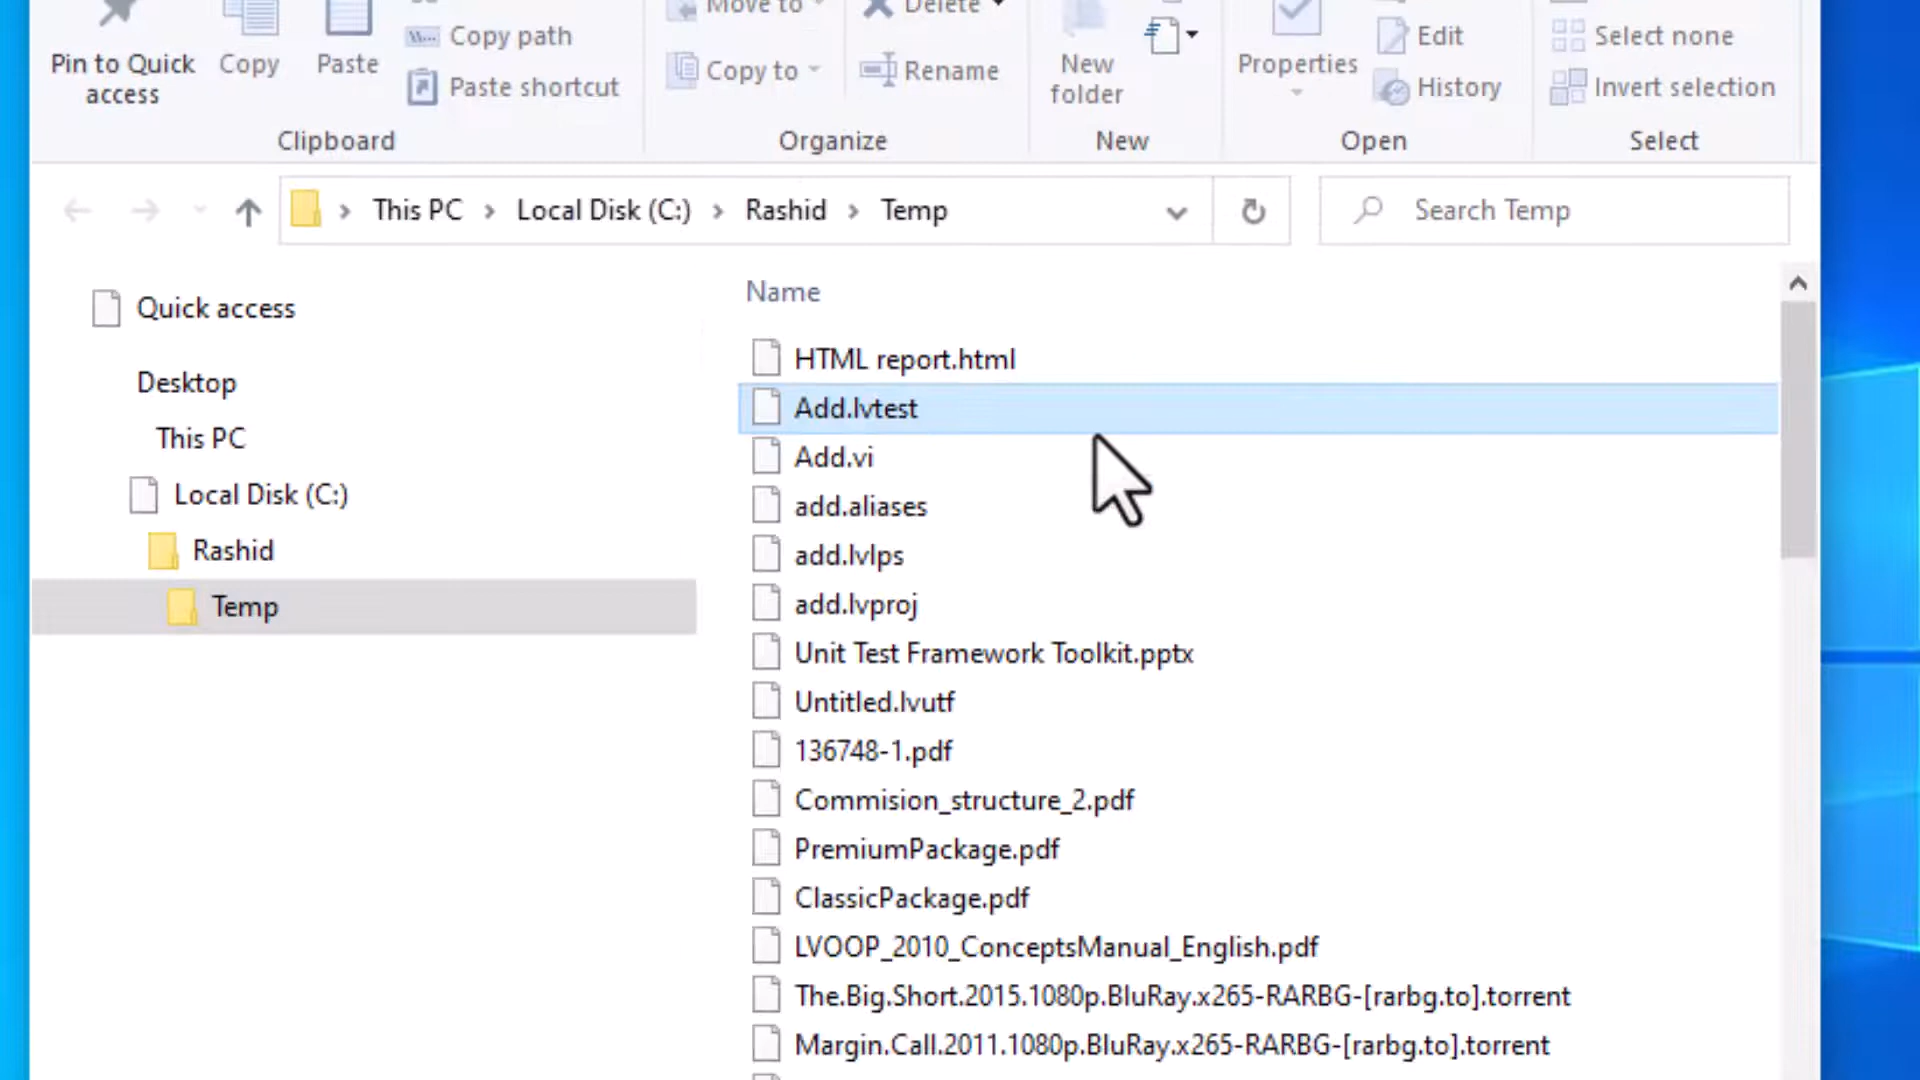 Move to
Delete
Copy path
Edit
Select none
Pin to Quick access
Copy
Paste
Copy to
Rename
New folder
Properties
Paste shortcut
History
Invert selection
Clipboard
Organize
New
Open
Select
This PC
Local Disk (C:)
Rashid
Temp
Search Temp
Name
Quick access
Desktop
This PC
Local Disk (C:)
Rashid
Temp
HTML report.html
Add.lvtest
Add.vi
add.aliases
add.lvlps
add.lvproj
Unit Test Framework Toolkit.pptx
Untitled.lvutf
136748-1.pdf
Commision_structure_2.pdf
PremiumPackage.pdf
ClassicPackage.pdf
LVOOP_2010_ConceptsManual_English.pdf
The.Big.Short.2015.1080p.BluRay.x265-RARBG-[rarbg.to].torrent
Margin.Call.2011.1080p.BluRay.x265-RARBG-[rarbg.to].torrent